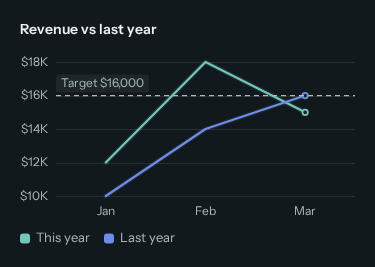 Revenue vs last year
$18K
Target $16,000
$16K
$14K
$12K
$10K
Jan Feb Mar
This year Last year